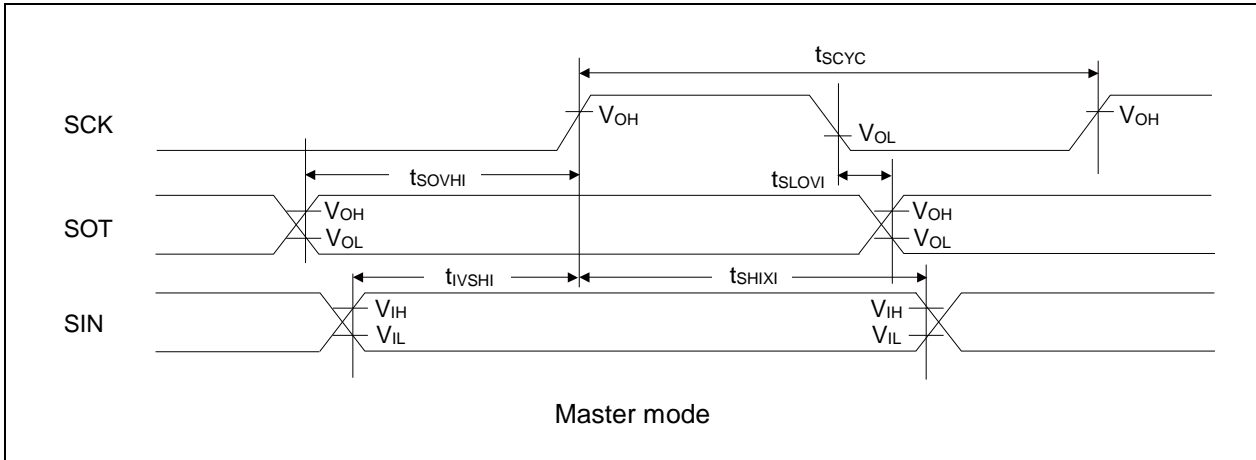 tSCYC
SCK
VOH
VOL
VOH
tSOVHI
tSLOVI
SOT
VOH
VOL
VOH
VOL
tIVSHI
tSHIXI
SIN
VIH
VIL
VIH
VIL
Master mode